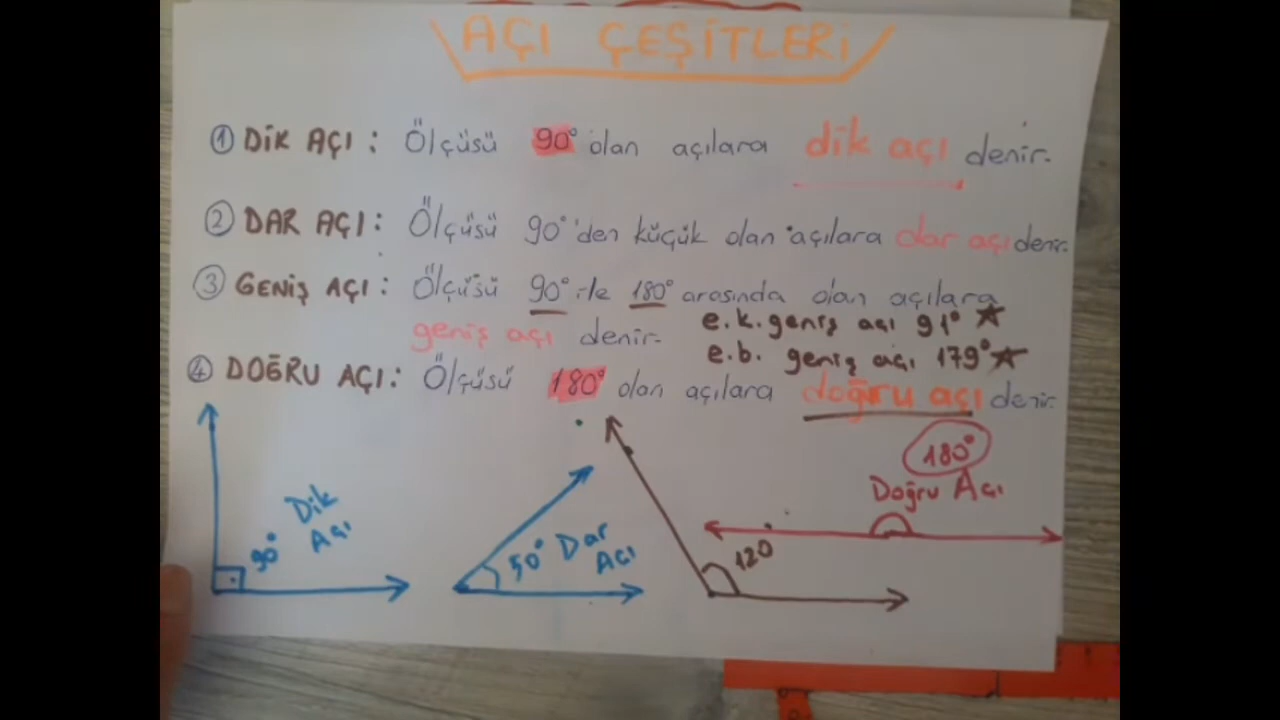 AÇI ÇEŞİTLERİ
① DİK AÇI : Ölçüsü 90° olan açılara dik açı denir.
② DAR AÇI : Ölçüsü 90°'den küçük olan açılara dar açı denir.
③ GENİŞ AÇI : Ölçüsü 90° ile 180° arasında olan açılara
geniş açı denir.
e.k. geniş açı 91° ☆
e.b. geniş açı 179° ☆
④ DOĞRU AÇI : Ölçüsü 180° olan açılara doğru açı denir.
90° Dik
Açı
50° Dar
Açı
120°
180°
Doğru Açı